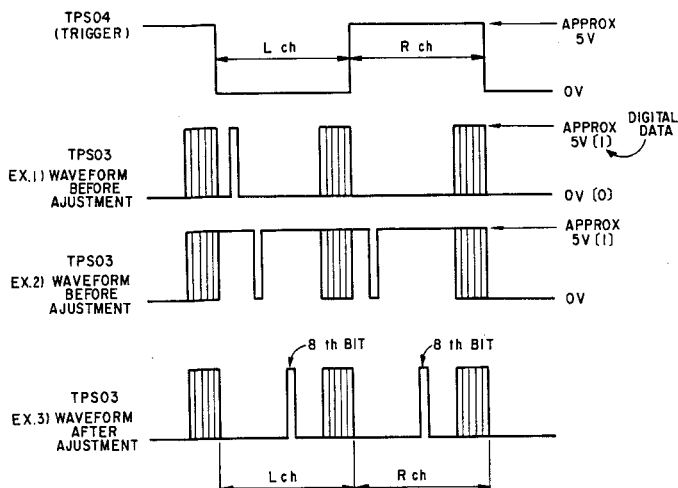 TPS04
(TRIGGER)
L ch
R ch
APPROX
5V
0V
TPS03
EX.1) WAVEFORM
BEFORE
AJUSTMENT
APPROX
5V (1)
DIGITAL
DATA
0V (0)
TPS03
EX.2) WAVEFORM
BEFORE
AJUSTMENT
APPROX
5V (1)
0V
8 th BIT
8 th BIT
TPS03
EX.3) WAVEFORM
AFTER
AJUSTMENT
L ch
R ch